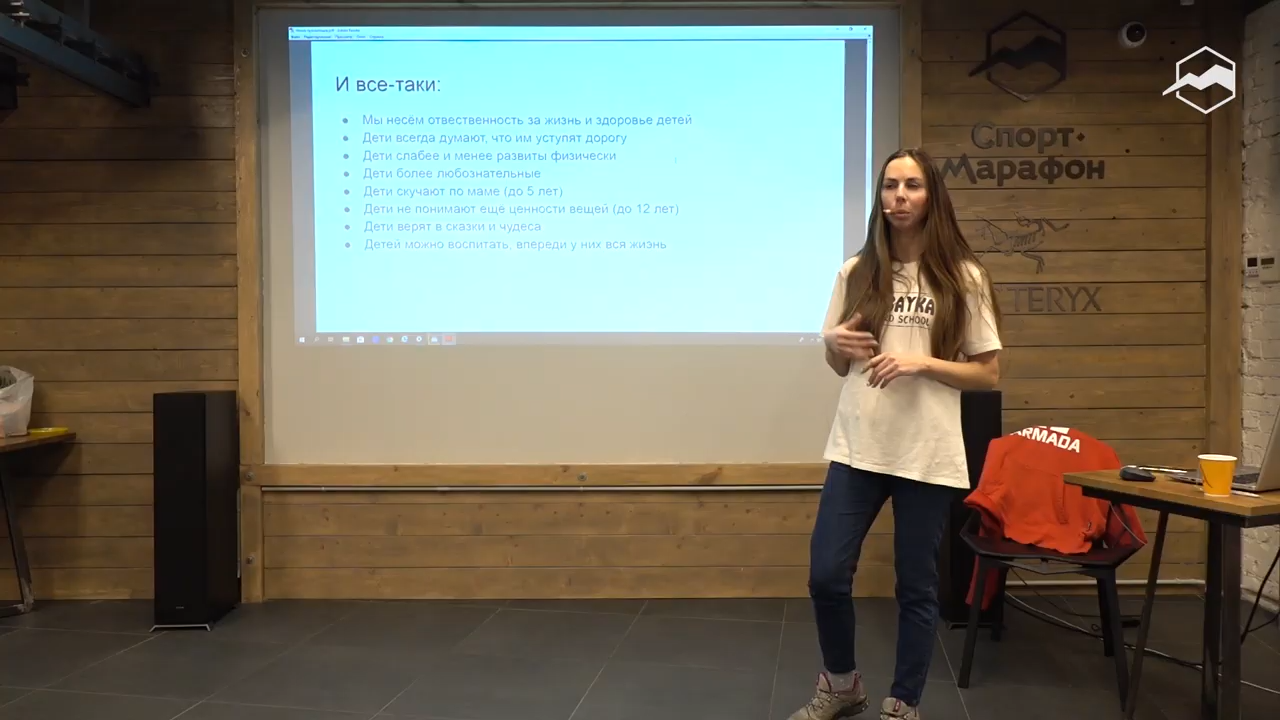 И все-таки:
Мы несём отвественность за жизнь и здоровье детей
Дети всегда думают, что им уступят дорогу
Дети слабее и менее развиты физически
Дети более любознательные
Дети скучают по маме (до 5 лет)
Дети не понимают ещё ценности вещей (до 12 лет)
Дети верят в сказки и чудеса
Детей можно воспитать, впереди у них вся жизнь
Спорт-
Марафон
TERYX
BAYKA
SCHOOL
ARMADA